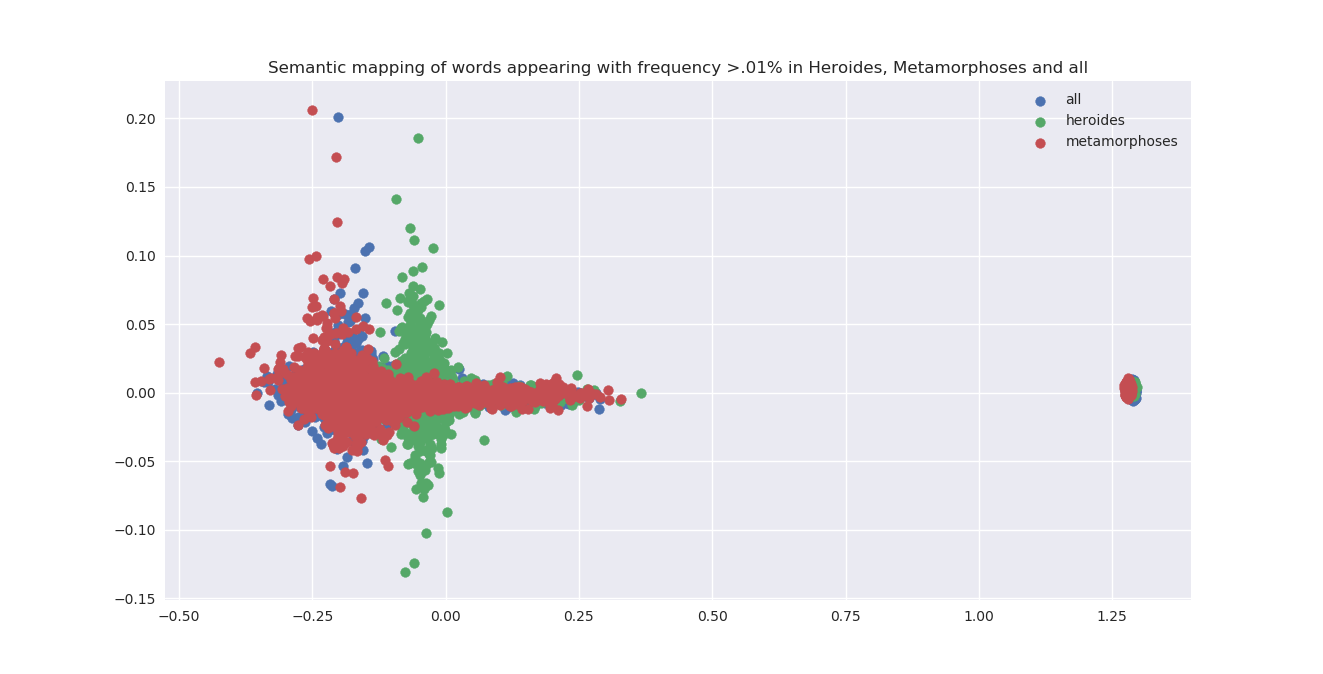 Semantic mapping of words appearing with frequency >.01% in Heroides, Metamorphoses and all
all
heroides
metamorphoses
0.20
0.15
0.10
0.05
0.00
−0.05
−0.10
−0.15
−0.50 −0.25 0.00 0.25 0.50 0.75 1.00 1.25